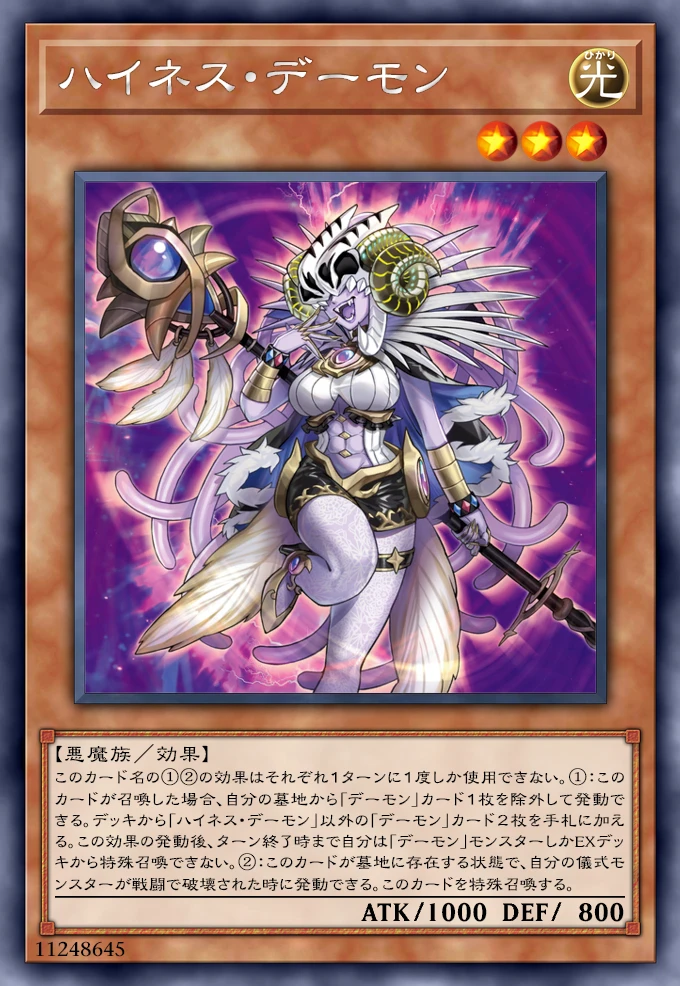 ハイネス・デーモン
ひかり
光
【悪魔族／効果】
このカード名の①②の効果はそれぞれ１ターンに１度しか使用できない。①：この
カードが召喚した場合、自分の墓地から「デーモン」カード１枚を除外して発動で
きる。デッキから「ハイネス・デーモン」以外の「デーモン」カード２枚を手札に加え
る。この効果の発動後、ターン終了時まで自分は「デーモン」モンスターしかEXデッ
キから特殊召喚できない。②：このカードが墓地に存在する状態で、自分の儀式モ
ンスターが戦闘で破壊された時に発動できる。このカードを特殊召喚する。
ATK/1000 DEF/ 800
11248645